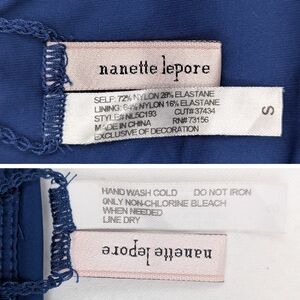 nanette lepore
SELF: 72% NYLON 28% ELASTANE
LINING: 84% NYLON 16% ELASTANE
STYLE# NL5C193 CUT# 37434
MADE IN CHINA RN# 73156
EXCLUSIVE OF DECORATION
S
HAND WASH COLD DO NOT IRON
ONLY NON-CHLORINE BLEACH
WHEN NEEDED
LINE DRY
nanette lepore